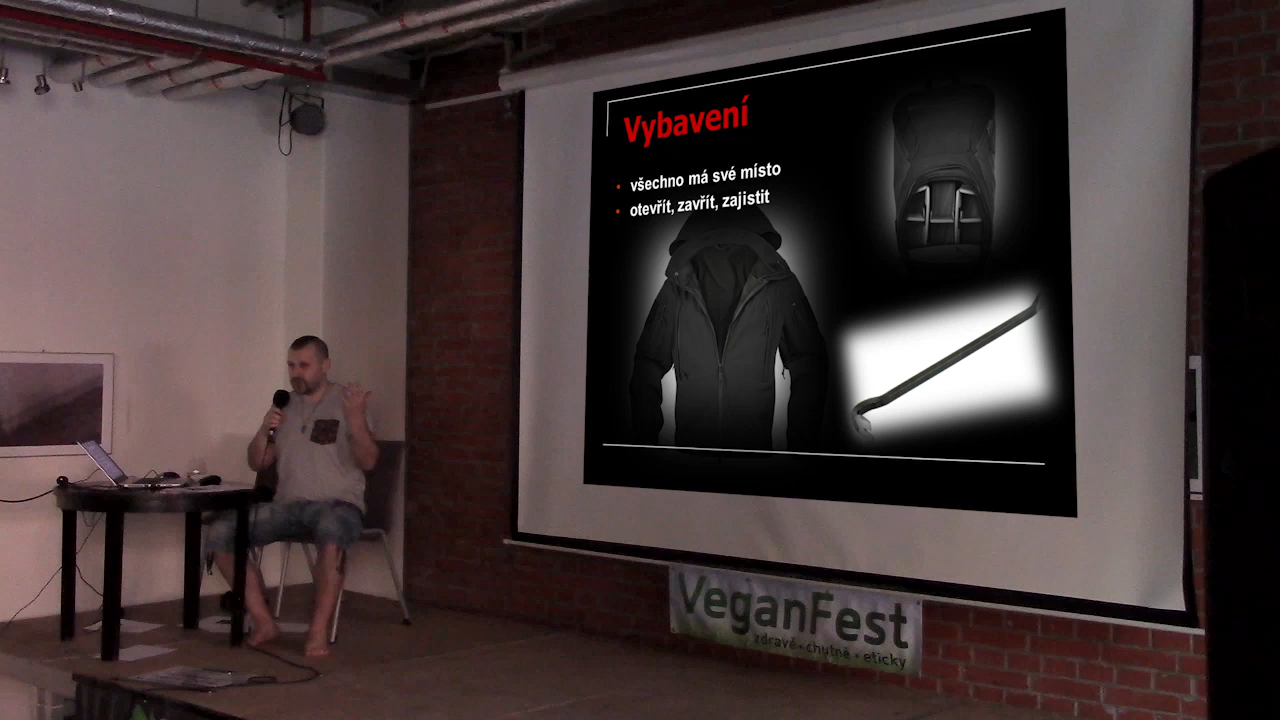 Vybavení
všechno má své místo
otevřít, zavřít, zajistit
VeganFest
zdravě • chutně • eticky